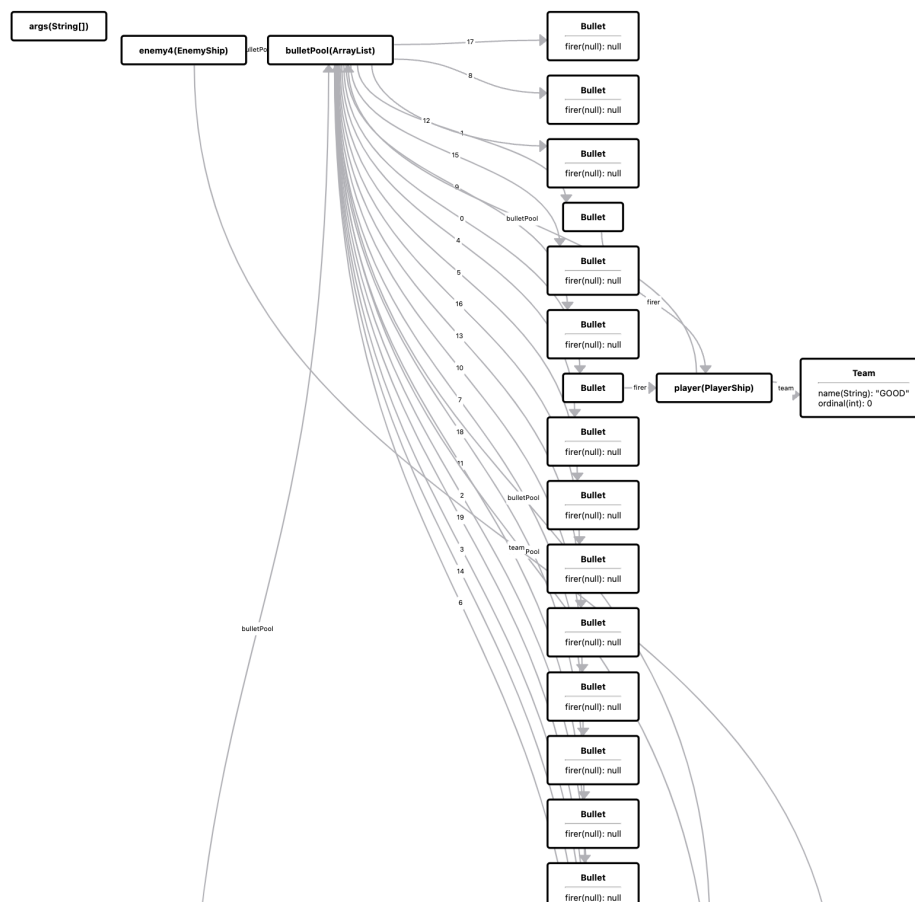 args(String[])
enemy4(EnemyShip)
bulletPo
bulletPool(ArrayList)
17
Bullet
firer(null): null
8
Bullet
firer(null): null
12
1
Bullet
firer(null): null
15
9
Bullet
0
bulletPool
4
Bullet
firer(null): null
5
16
firer
Bullet
firer(null): null
13
10
Bullet
firer
player(PlayerShip)
team
Team
name(String): "GOOD"
ordinal(int): 0
7
18
Bullet
firer(null): null
11
2
bulletPool
Bullet
firer(null): null
19
3
team
Pool
Bullet
firer(null): null
14
6
bulletPool
Bullet
firer(null): null
Bullet
firer(null): null
Bullet
firer(null): null
Bullet
firer(null): null
Bullet
firer(null): null